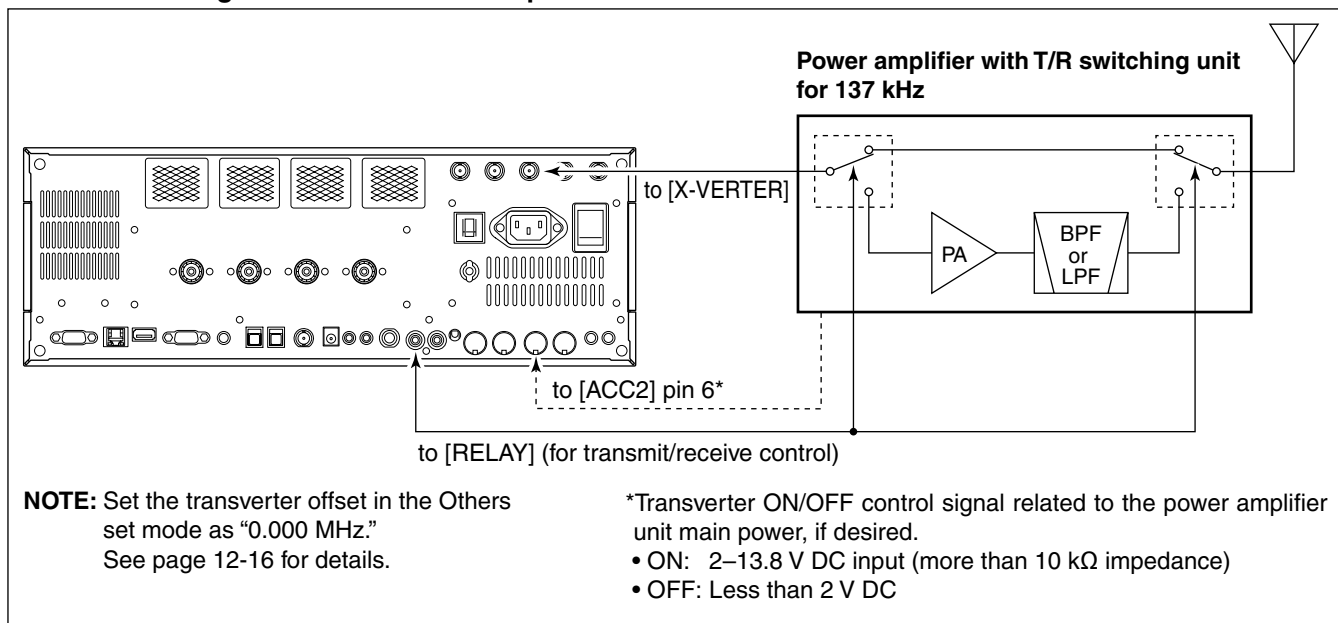 Power amplifier with T/R switching unit
for 137 kHz
to [X-VERTER]
PA
BPF
or
LPF
to [ACC2] pin 6*
to [RELAY] (for transmit/receive control)
NOTE: Set the transverter offset in the Others
set mode as “0.000 MHz.”
See page 12-16 for details.
*Transverter ON/OFF control signal related to the power amplifier
unit main power, if desired.
• ON: 2–13.8 V DC input (more than 10 kΩ impedance)
• OFF: Less than 2 V DC